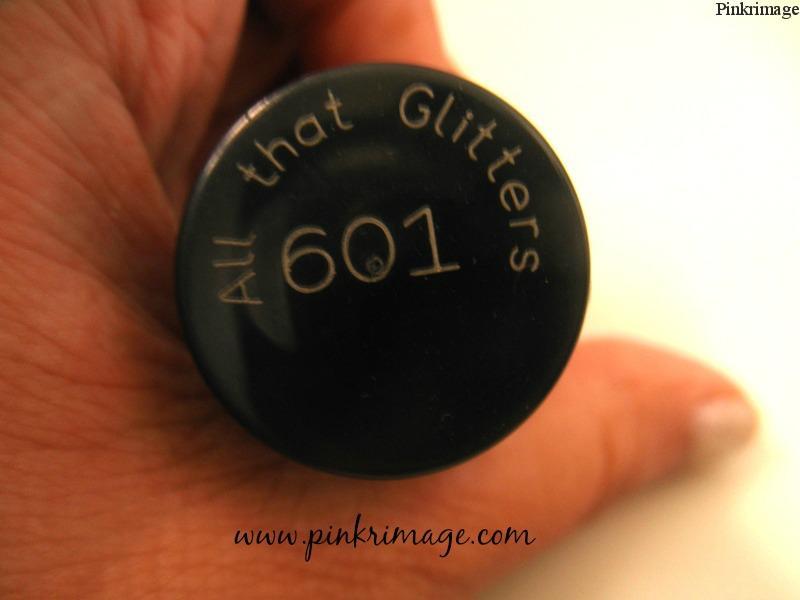 Pinkrimage
All that Glitters
601
www.pinkrimage.com